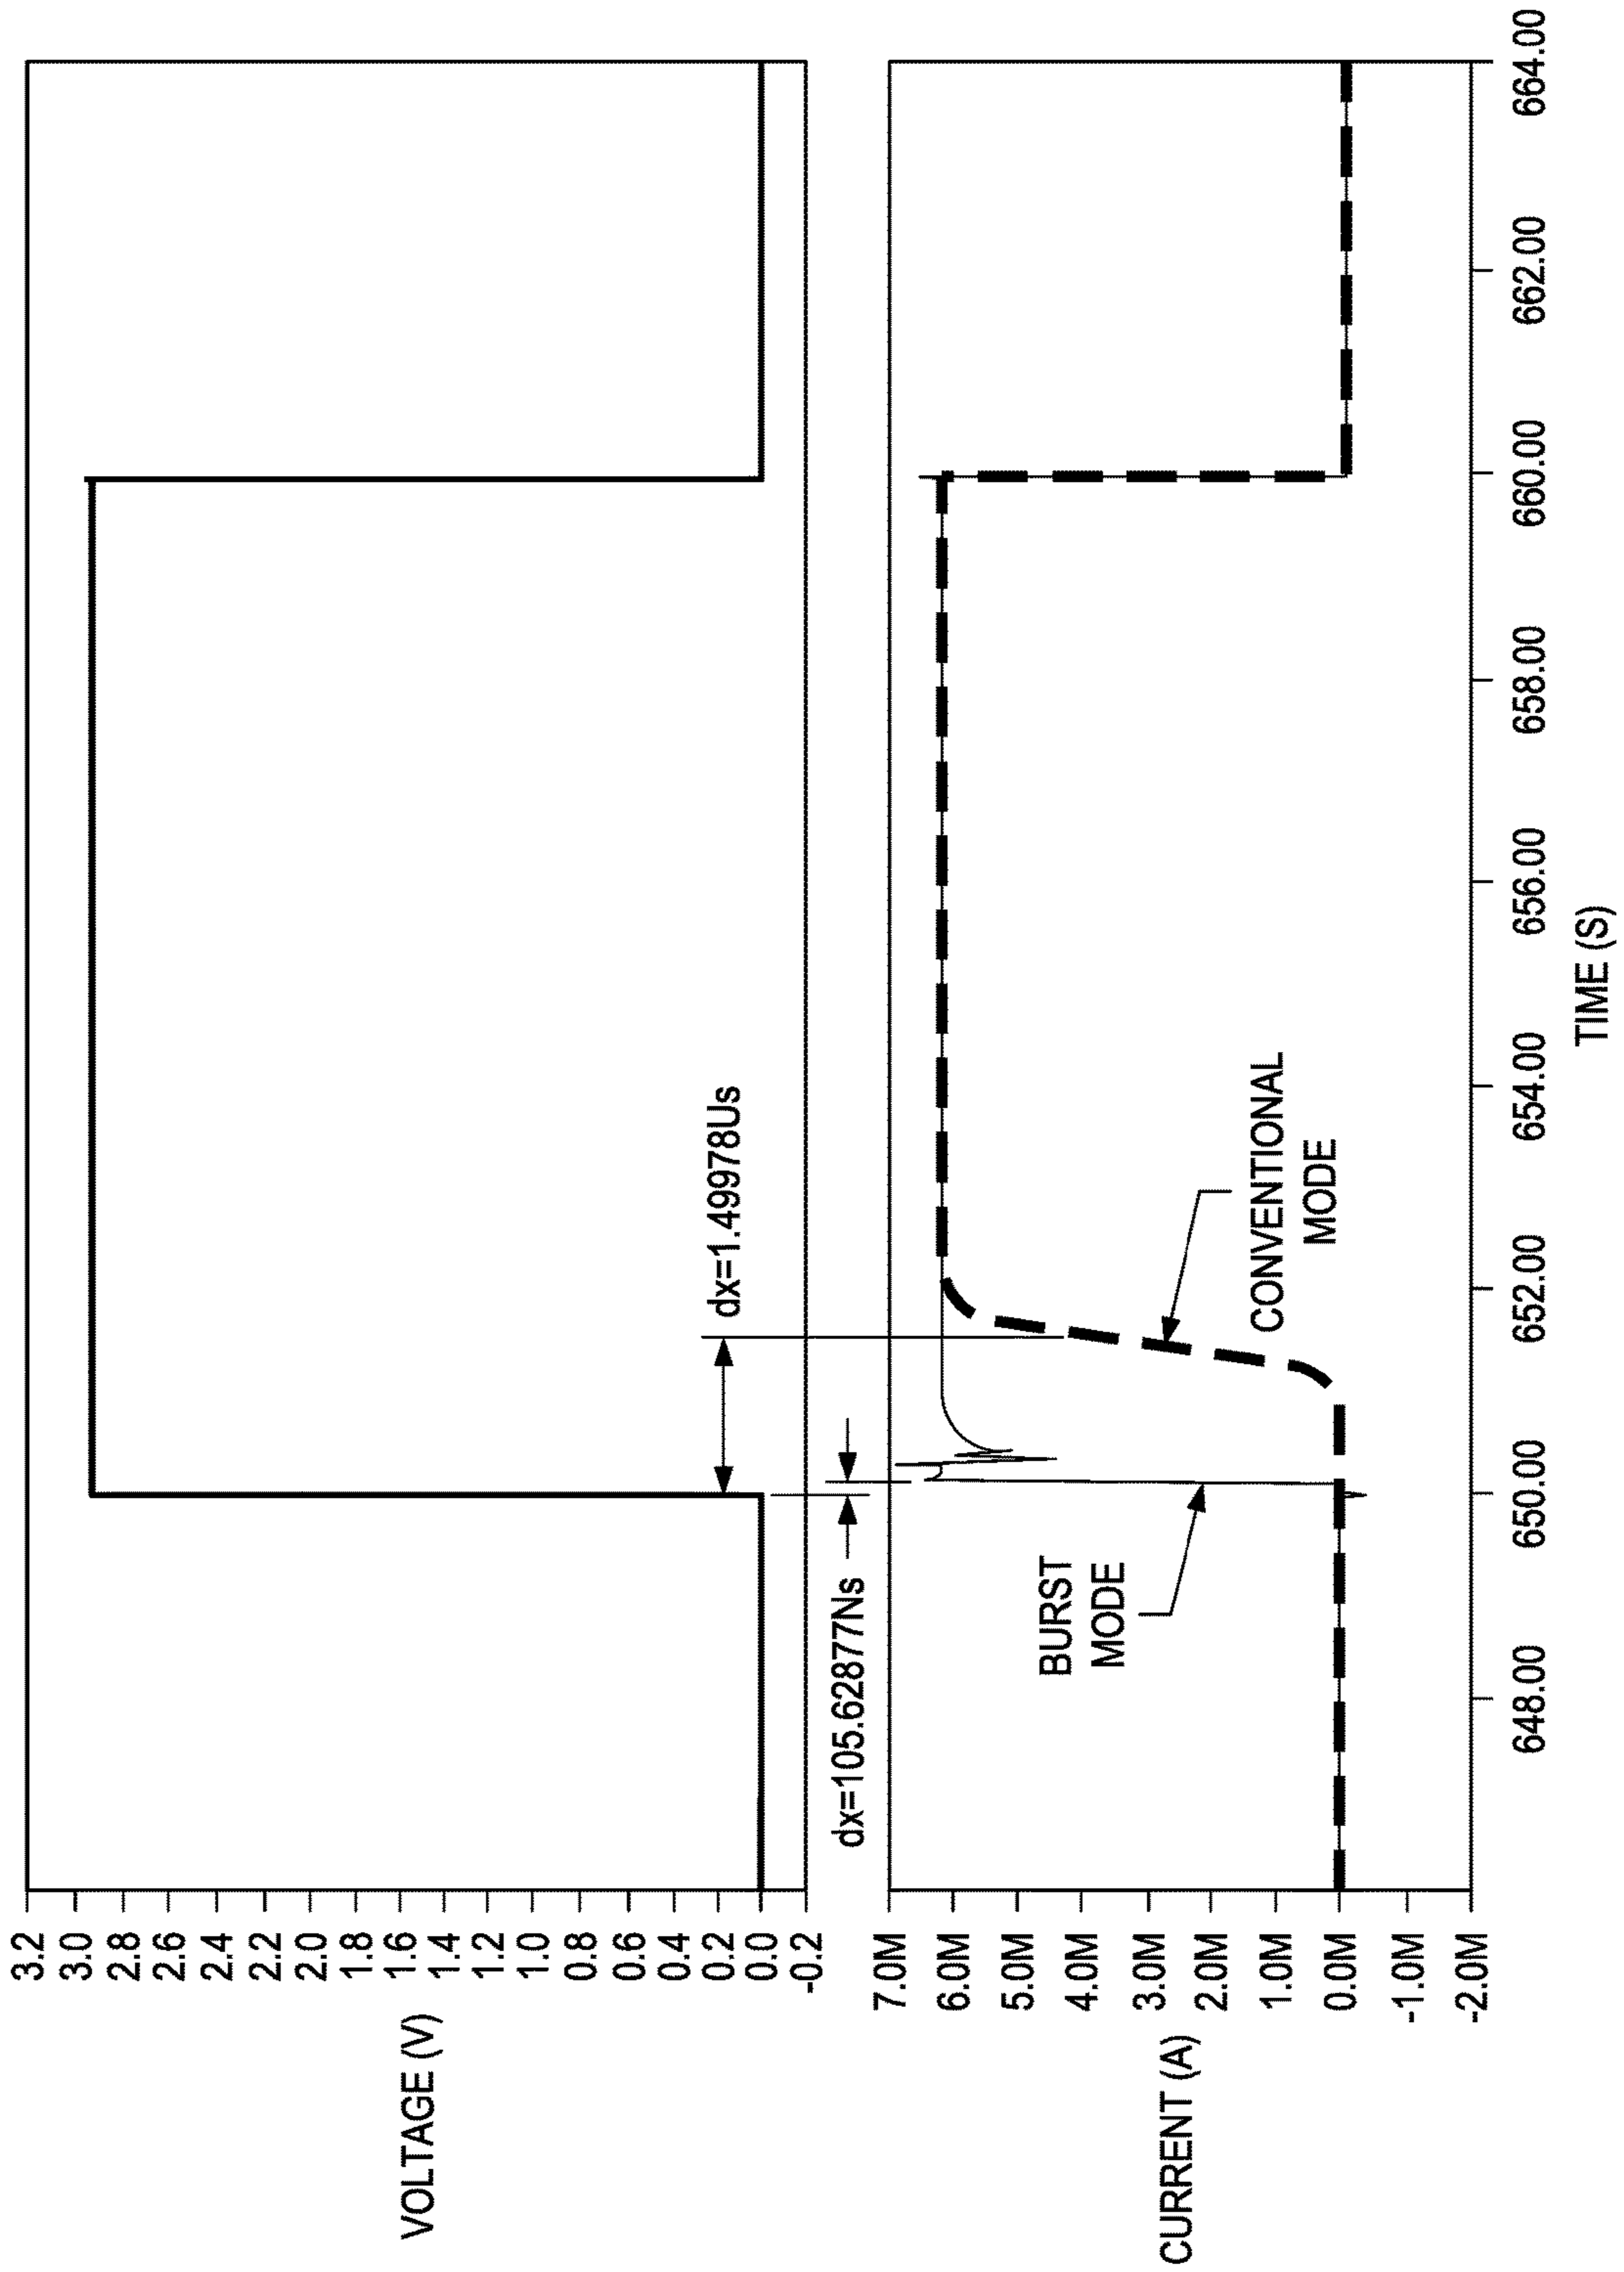 VOLTAGE (V)
3.2
3.0
2.8
2.6
2.4
2.2
2.0
1.8
1.6
1.4
1.2
1.0
0.8
0.6
0.4
0.2
0.0
-0.2
dx=1.49978Us
dx=105.62877Ns
CURRENT (A)
7.0M
6.0M
5.0M
4.0M
3.0M
2.0M
1.0M
0.0M
-1.0M
-2.0M
BURST
MODE
CONVENTIONAL
MODE
648.00 650.00 652.00 654.00 656.00 658.00 660.00 662.00 664.00
TIME (S)